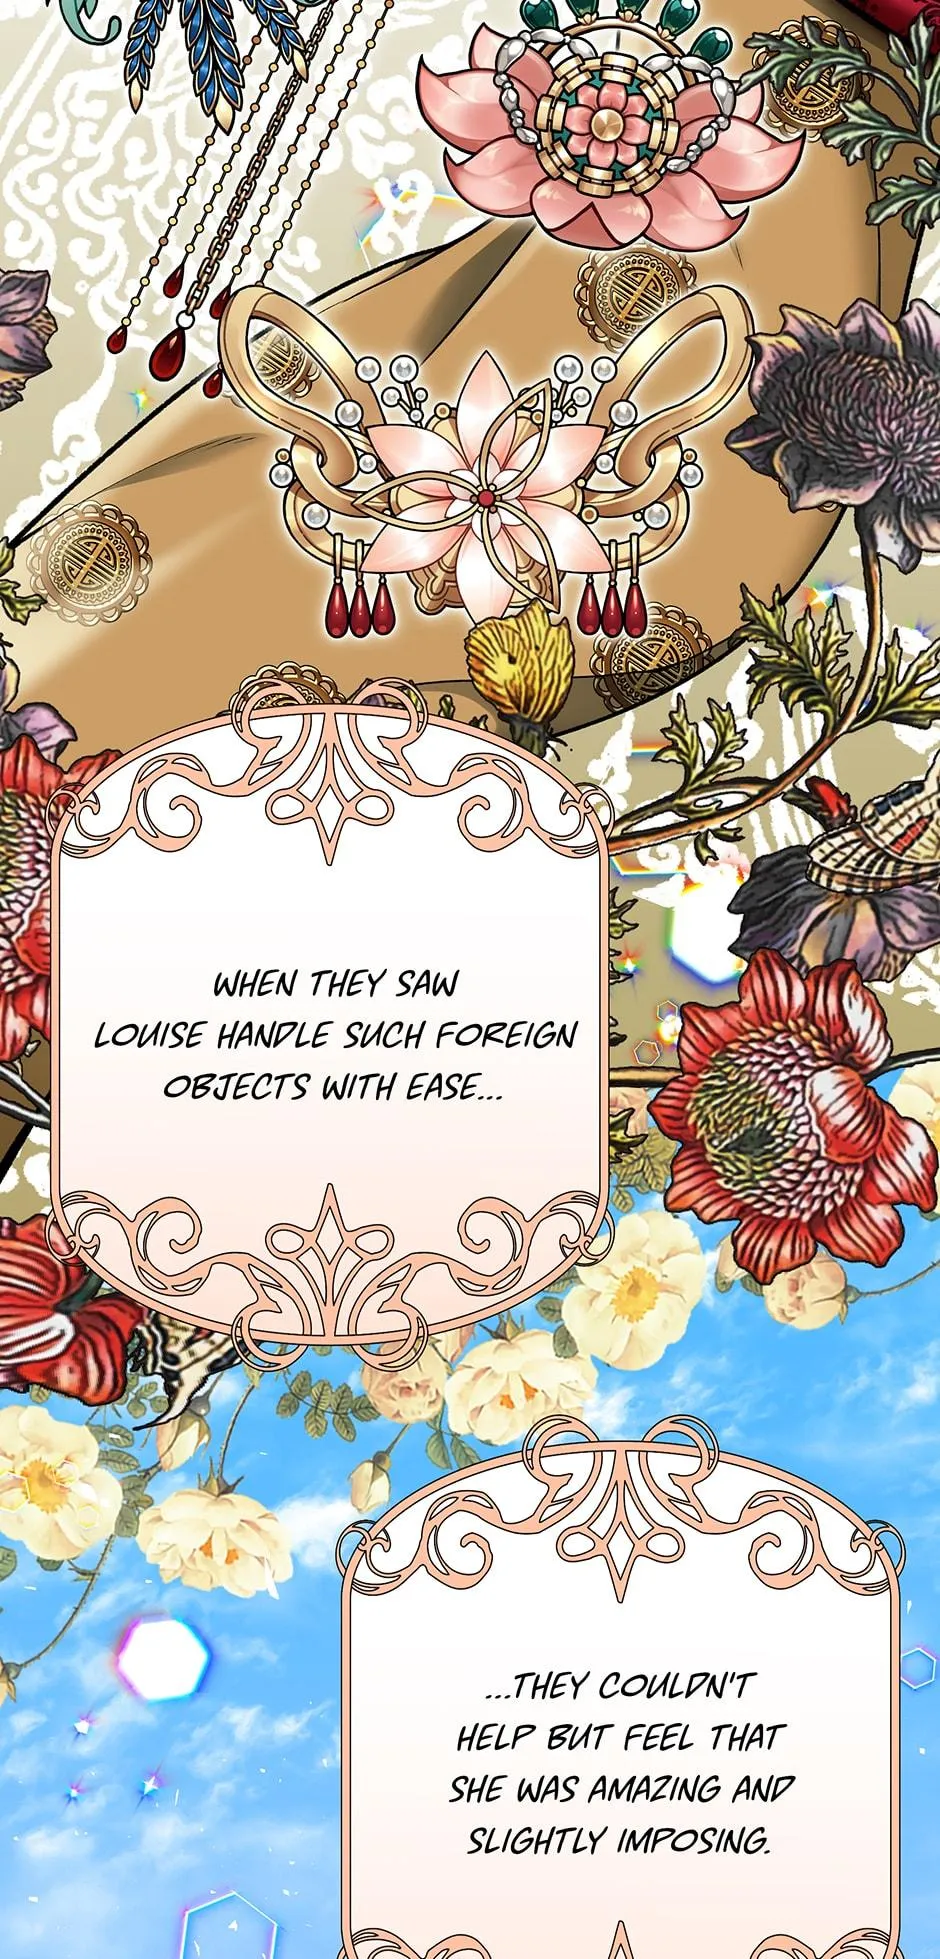 WHEN THEY SAW
LOUISE HANDLE SUCH FOREIGN
OBJECTS WITH EASE...
...THEY COULDN'T
HELP BUT FEEL THAT
SHE WAS AMAZING AND
SLIGHTLY IMPOSING.